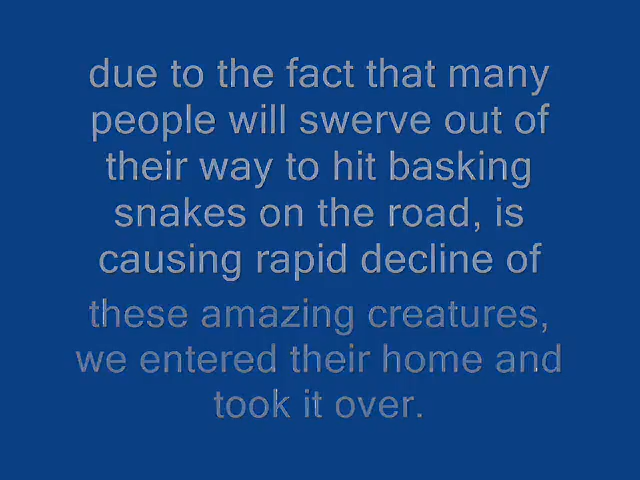 due to the fact that many
people will swerve out of
their way to hit basking
snakes on the road, is
causing rapid decline of
these amazing creatures,
we entered their home and
took it over.